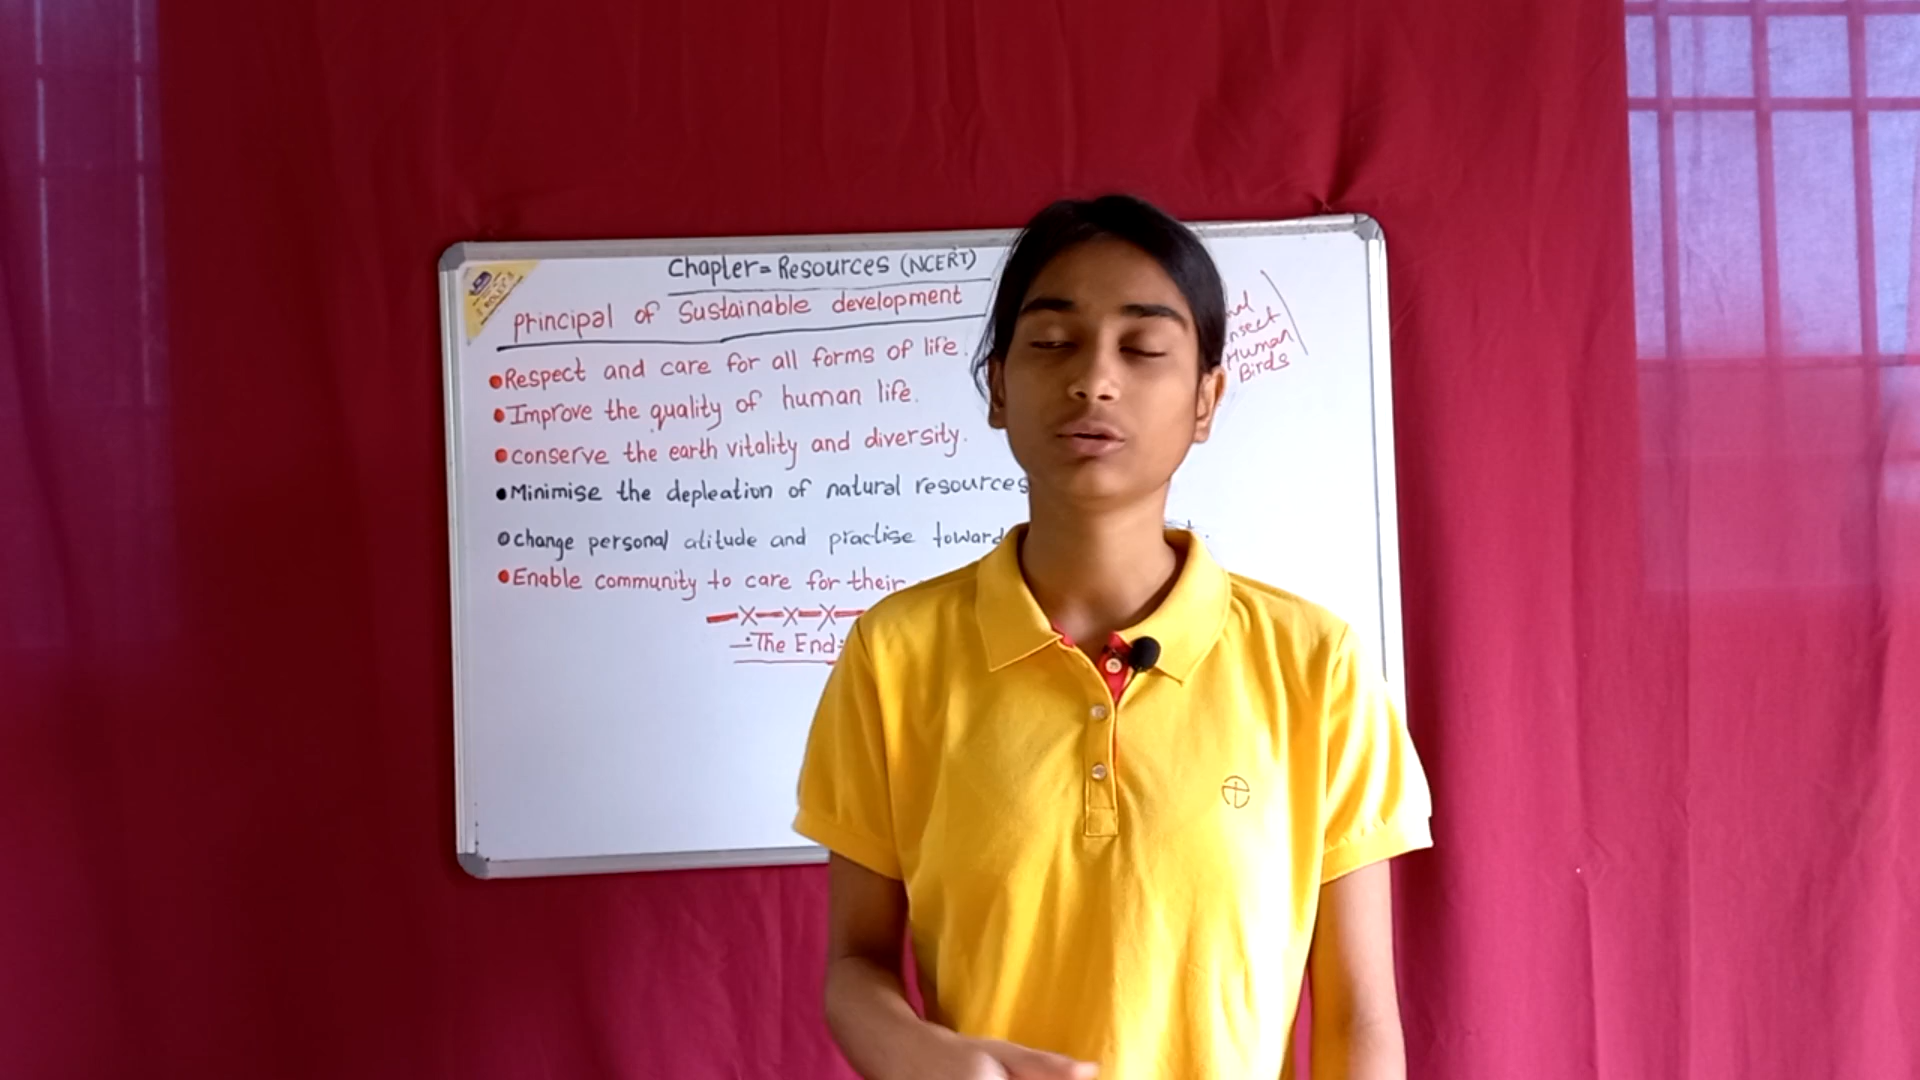 Chapler = Resources (NCERT)
principal of Sustainable development
Respect and care for all forms of life.
Improve the quality of human life.
conserve the earth vitality and diversity.
Minimise the depleation of natural resources
change personal atitude and practise toward
Enable community to care for their
The End
nsect
Human
Birds